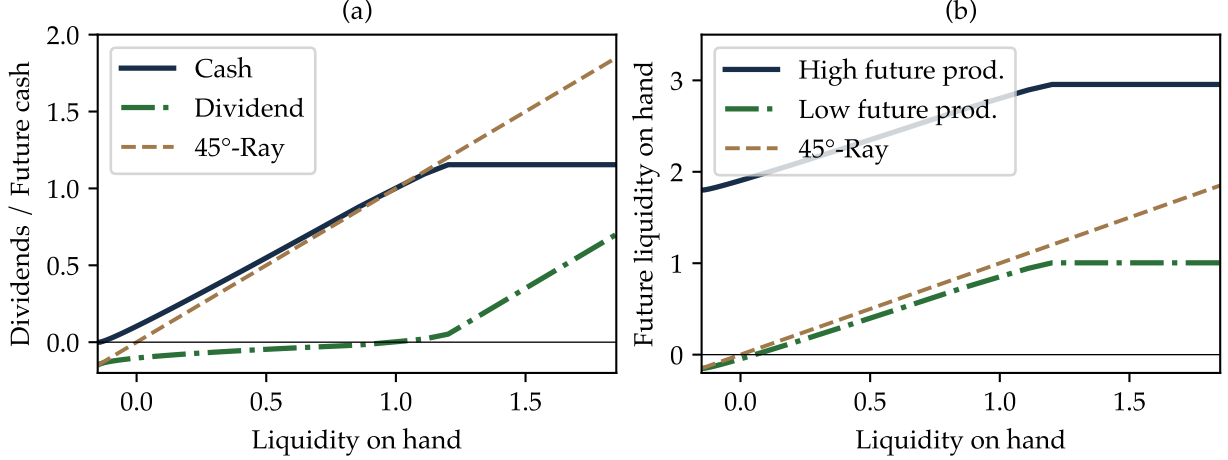 (a)
Dividends / Future cash
2.0
1.5
1.0
0.5
0.0
Cash
Dividend
45°-Ray
0.0
0.5
1.0
1.5
Liquidity on hand
(b)
Future liquidity on hand
3
2
1
0
High future prod.
Low future prod.
45°-Ray
0.0
0.5
1.0
1.5
Liquidity on hand